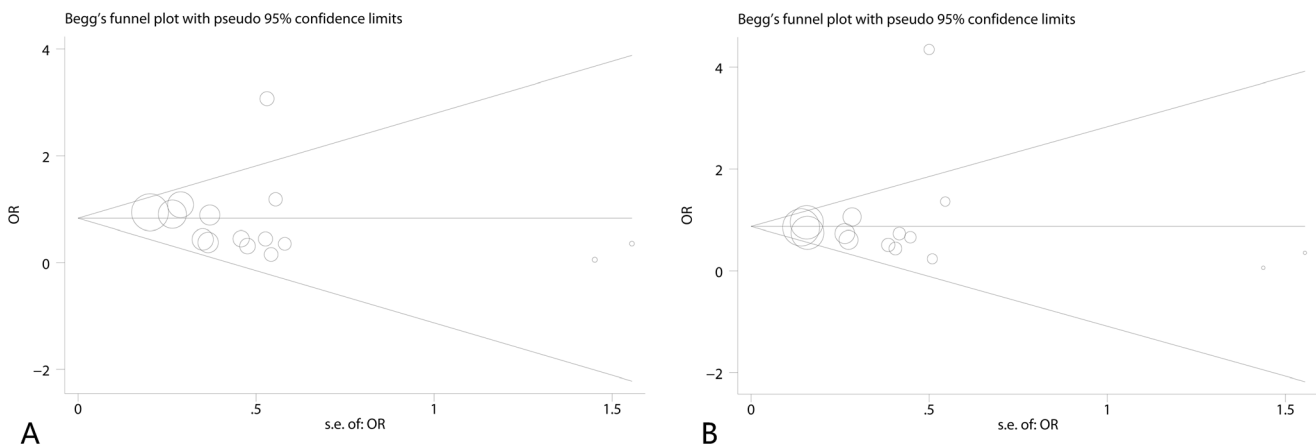 Begg's funnel plot with pseudo 95% confidence limits
4
2
0
−2
OR
0
.5
1
1.5
s.e. of: OR
A
Begg's funnel plot with pseudo 95% confidence limits
4
2
0
−2
OR
0
.5
1
1.5
s.e. of: OR
B